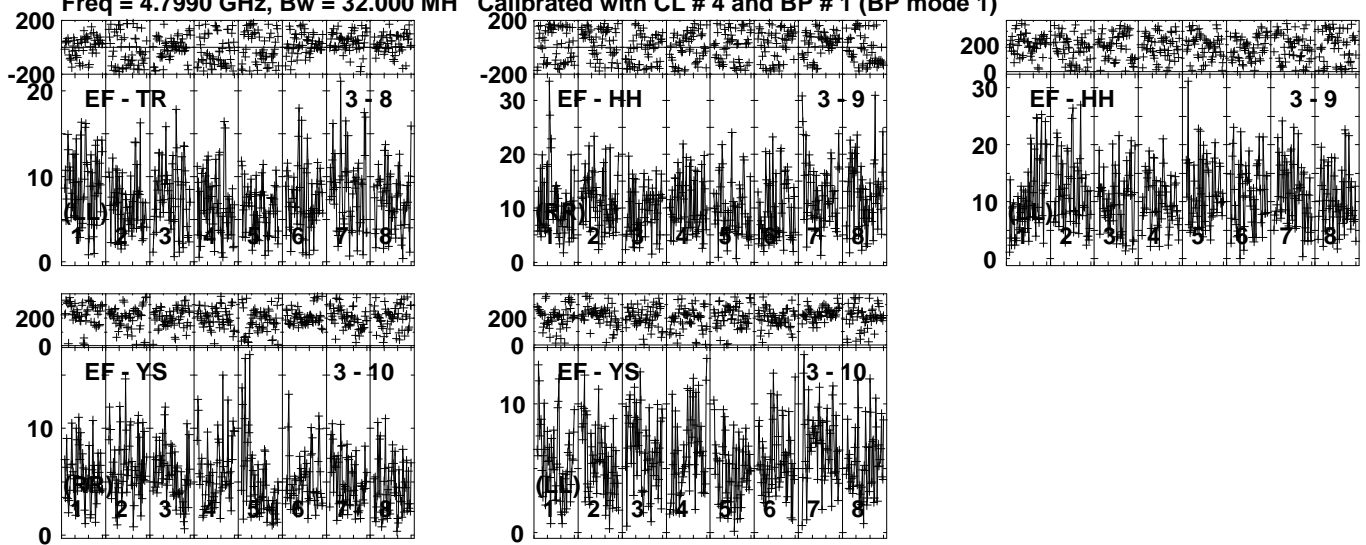 Freq = 4.7990 GHz, Bw = 32.000 MH Calibrated with CL # 4 and BP # 1 (BP mode 1)
200
-200
20
10
0
EF - TR 3 - 8
(LL)
1 2 3 4 5 6 7 8
200
-200
30
20
10
0
EF - HH 3 - 9
(RR)
1 2 3 4 5 6 7 8
200
0
30
20
10
0
EF - HH 3 - 9
(LL)
1 2 3 4 5 6 7 8
200
0
10
0
EF - YS 3 - 10
(RR)
1 2 3 4 5 6 7 8
200
0
10
0
EF - YS 3 - 10
(LL)
1 2 3 4 5 6 7 8